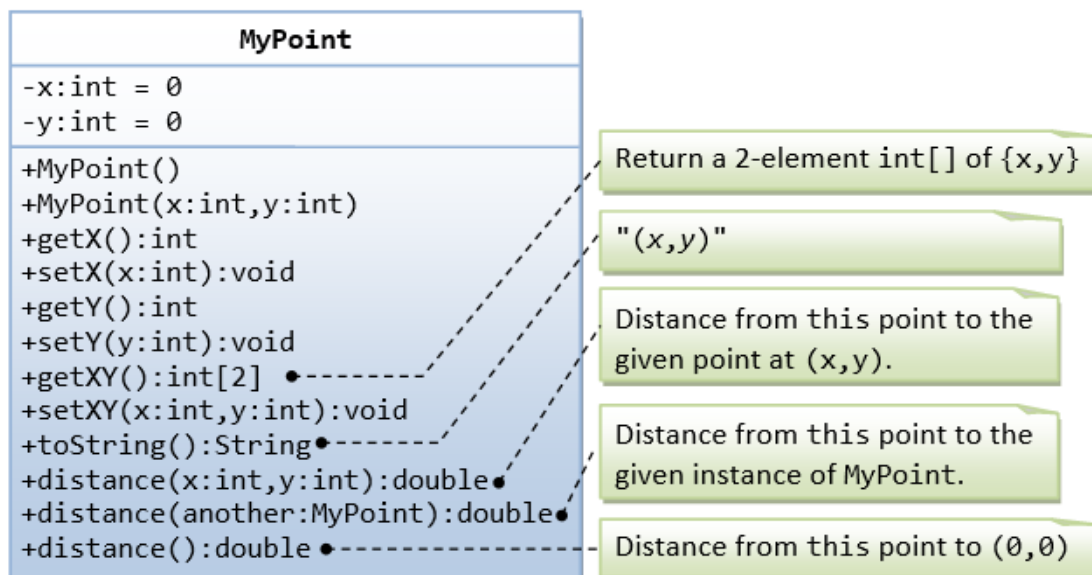 MyPoint
-x:int = 0
-y:int = 0
+MyPoint()
+MyPoint(x:int,y:int)
+getX():int
+setX(x:int):void
+getY():int
+setY(y:int):void
+getXY():int[2]
+setXY(x:int,y:int):void
+toString():String
+distance(x:int,y:int):double
+distance(another:MyPoint):double
+distance():double
Return a 2-element int[] of {x,y}
"(x,y)"
Distance from this point to the
given point at (x,y).
Distance from this point to the
given instance of MyPoint.
Distance from this point to (0,0)